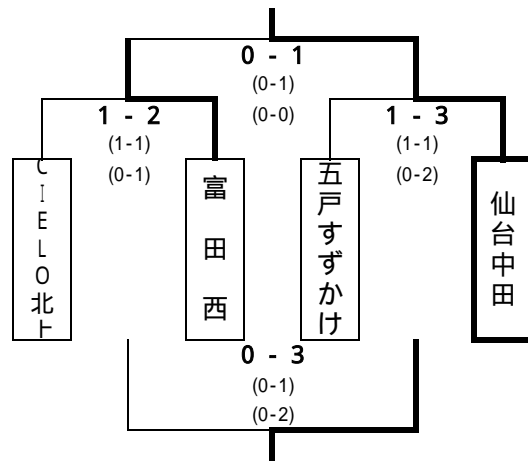 0 - 1
(0-1)
(0-0)
1 - 2
(1-1)
(0-1)
1 - 3
(1-1)
(0-2)
CIELO北上
富田西
五戸すずかけ
仙台中田
0 - 3
(0-1)
(0-2)